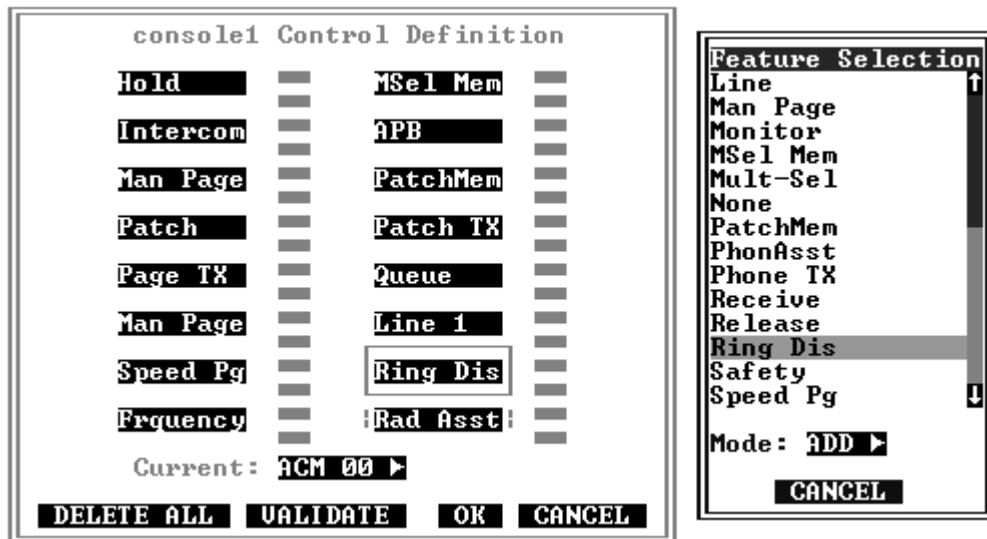 console1 Control Definition
Hold MSel Mem
Intercom APB
Man Page PatchMem
Patch Patch TX
Page TX Queue
Man Page Line 1
Speed Pg Ring Dis
Frquency Rad Asst
Current: ACM 00
DELETE ALL VALIDATE OK CANCEL
Feature Selection
Line
Man Page
Monitor
MSel Mem
Mult-Sel
None
PatchMem
PhonAsst
Phone TX
Receive
Release
Ring Dis
Safety
Speed Pg
Mode: ADD
CANCEL